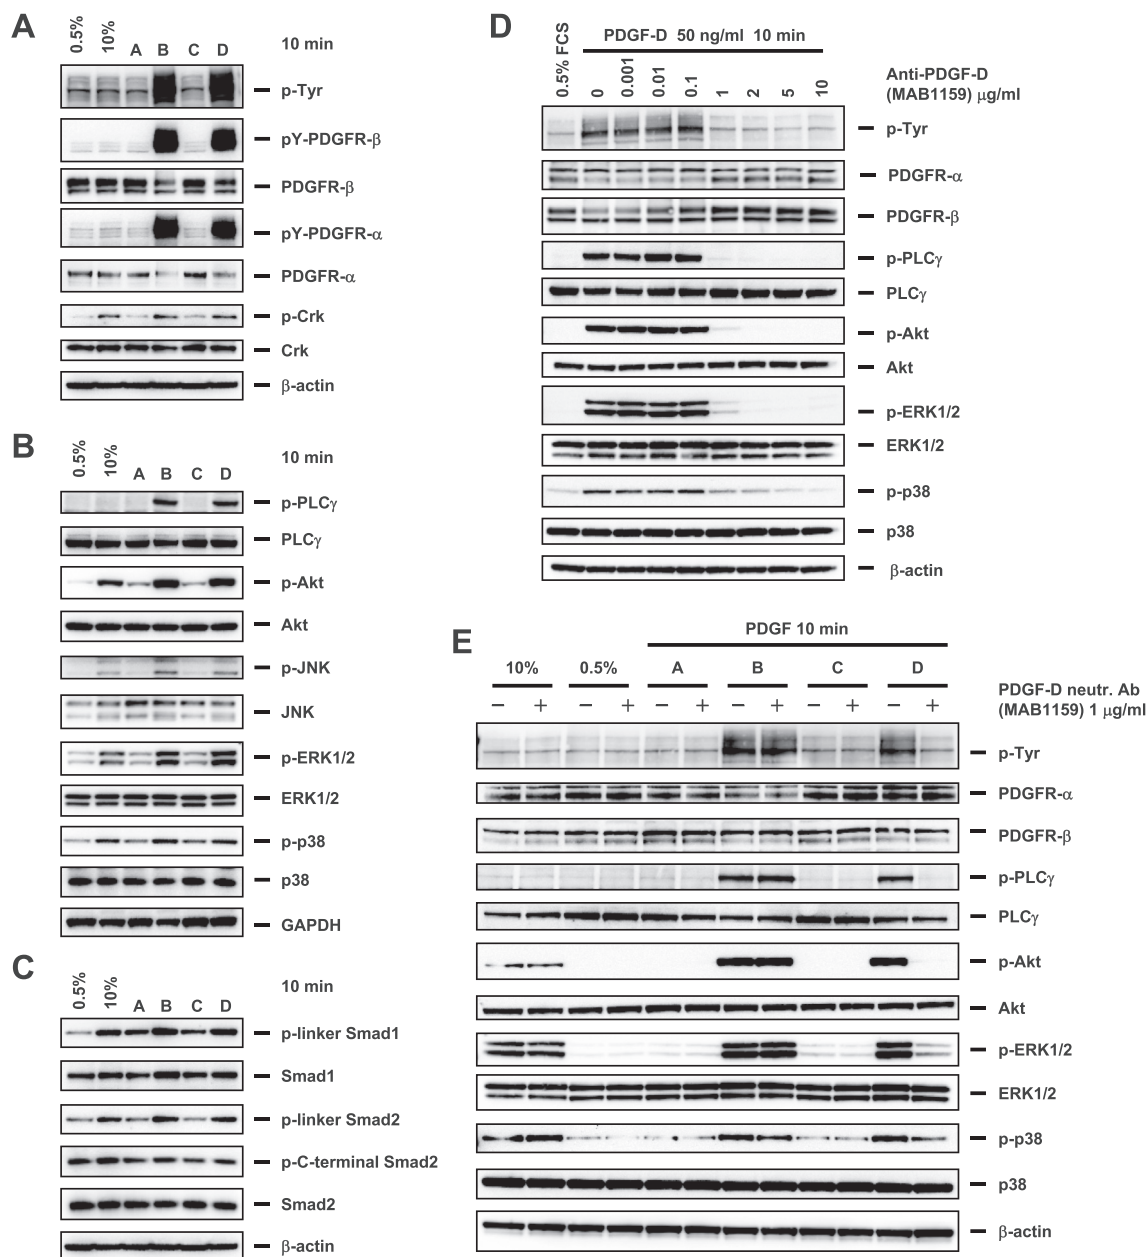 A
0.5%
10%
A
B
C
D
10 min
p-Tyr
pY-PDGFR-β
PDGFR-β
pY-PDGFR-α
PDGFR-α
p-Crk
Crk
β-actin
B
0.5%
10%
A
B
C
D
10 min
p-PLCγ
PLCγ
p-Akt
Akt
p-JNK
JNK
p-ERK1/2
ERK1/2
p-p38
p38
GAPDH
C
0.5%
10%
A
B
C
D
10 min
p-linker Smad1
Smad1
p-linker Smad2
p-C-terminal Smad2
Smad2
β-actin
D
0.5% FCS
PDGF-D 50 ng/ml 10 min
0
0.001
0.01
0.1
1
2
5
10
Anti-PDGF-D
(MAB1159) μg/ml
p-Tyr
PDGFR-α
PDGFR-β
p-PLCγ
PLCγ
p-Akt
Akt
p-ERK1/2
ERK1/2
p-p38
p38
β-actin
E
PDGF 10 min
10%
0.5%
A
B
C
D
− + − + − + − + − + − +
PDGF-D neutr. Ab
(MAB1159) 1 μg/ml
p-Tyr
PDGFR-α
PDGFR-β
p-PLCγ
PLCγ
p-Akt
Akt
p-ERK1/2
ERK1/2
p-p38
p38
β-actin